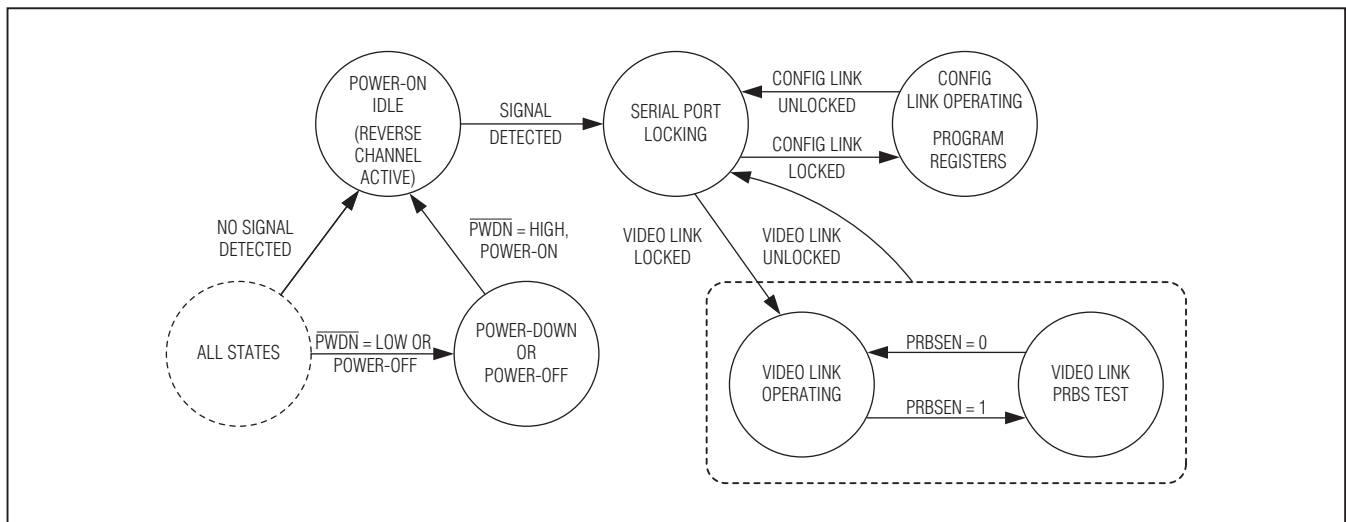 POWER-ON
IDLE
(REVERSE
CHANNEL
ACTIVE)
SIGNAL
DETECTED
SERIAL PORT
LOCKING
CONFIG LINK
UNLOCKED
CONFIG LINK
LOCKED
CONFIG
LINK OPERATING
PROGRAM
REGISTERS
NO SIGNAL
DETECTED
PWDN = HIGH,
POWER-ON
VIDEO LINK
LOCKED
VIDEO LINK
UNLOCKED
ALL STATES
PWDN = LOW OR
POWER-OFF
POWER-DOWN
OR
POWER-OFF
VIDEO LINK
OPERATING
PRBSEN = 0
PRBSEN = 1
VIDEO LINK
PRBS TEST